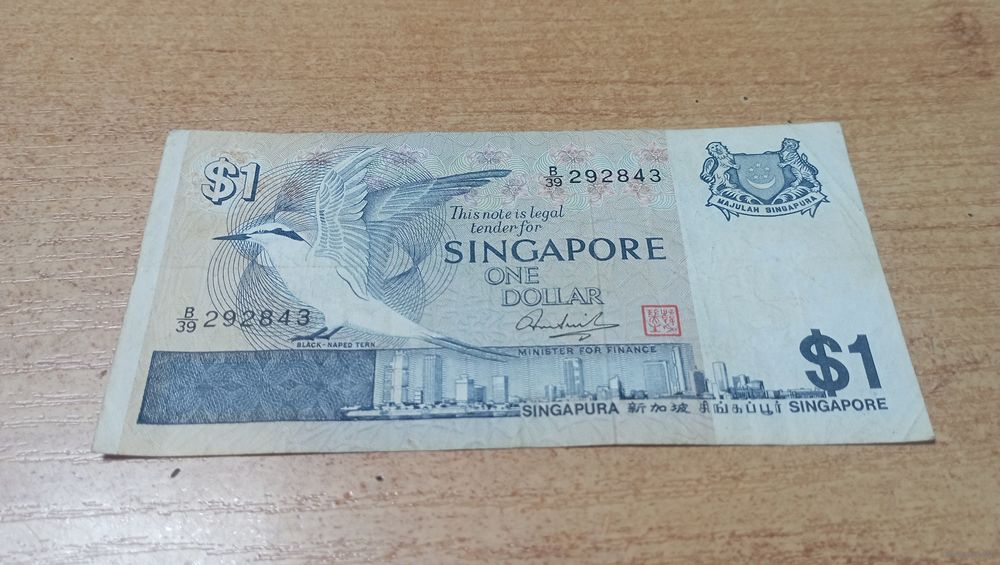 $1
B/39 292843
MAJULAH SINGAPURA
This note is legal
tender for
SINGAPORE
ONE
DOLLAR
B/39 292843
BLACK-NAPED TERN
MINISTER FOR FINANCE
$1
SINGAPURA 新加坡 சிங்கப்பூர் SINGAPORE